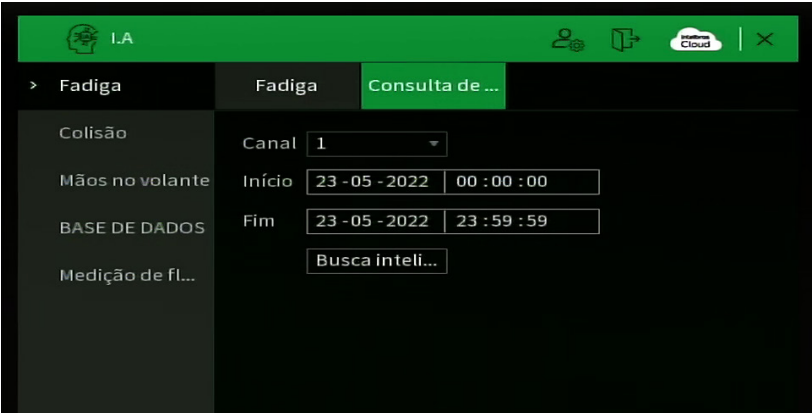 I.A
intelbras
Cloud
Fadiga
Colisão
Mãos no volante
BASE DE DADOS
Medição de fl...
Fadiga
Consulta de ...
Canal 1
Início 23 - 05 - 2022 00 : 00 : 00
Fim 23 - 05 - 2022 23 : 59 : 59
Busca inteli...